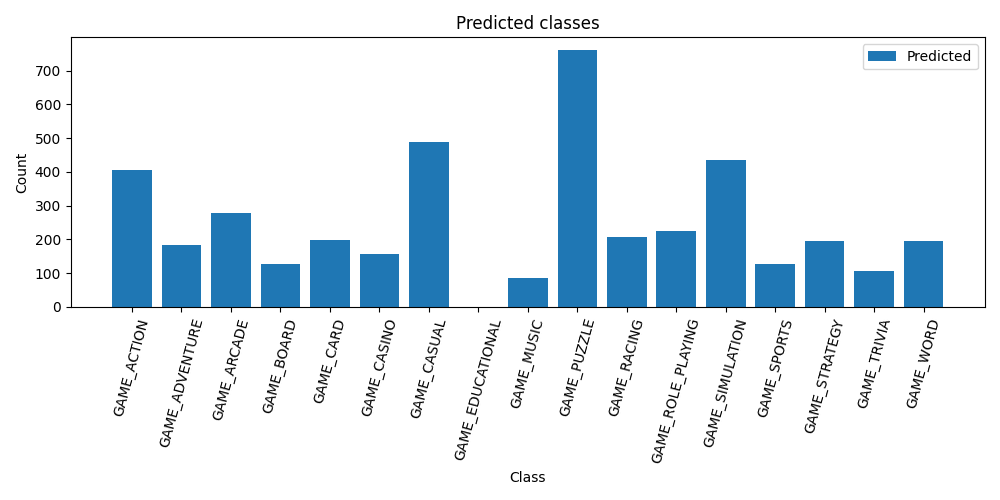 Predicted classes
Predicted
Count
700
600
500
400
300
200
100
0
GAME_ACTION
GAME_ADVENTURE
GAME_ARCADE
GAME_BOARD
GAME_CARD
GAME_CASINO
GAME_CASUAL
GAME_EDUCATIONAL
GAME_MUSIC
GAME_PUZZLE
GAME_RACING
GAME_ROLE_PLAYING
GAME_SIMULATION
GAME_SPORTS
GAME_STRATEGY
GAME_TRIVIA
GAME_WORD
Class